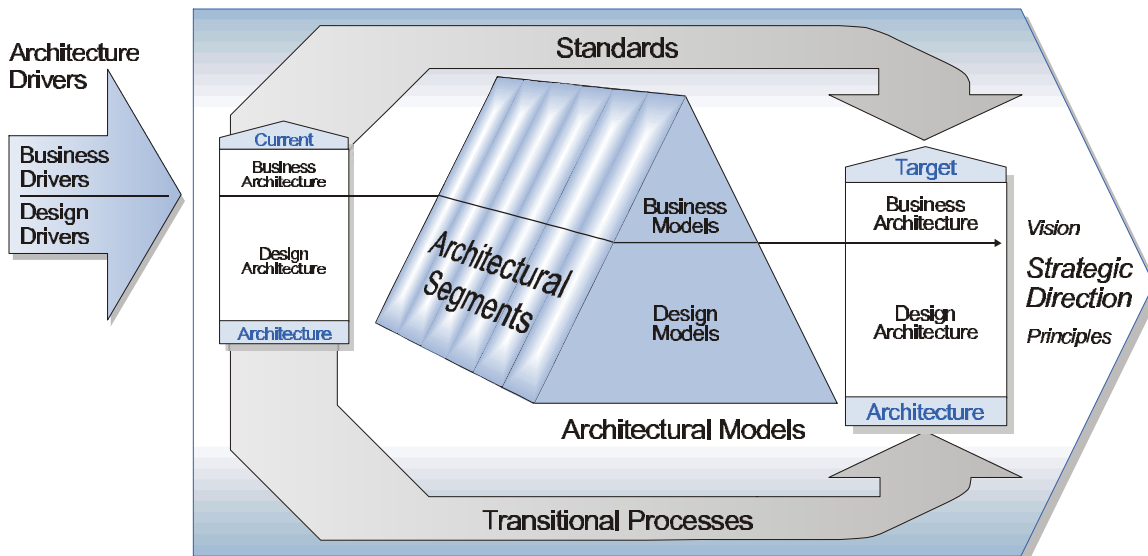 Architecture
Drivers
Business
Drivers
Design
Drivers
Standards
Current
Business
Architecture
Design
Architecture
Architecture
Architectural
Segments
Business
Models
Design
Models
Architectural Models
Target
Business
Architecture
Design
Architecture
Architecture
Vision
Strategic
Direction
Principles
Transitional Processes